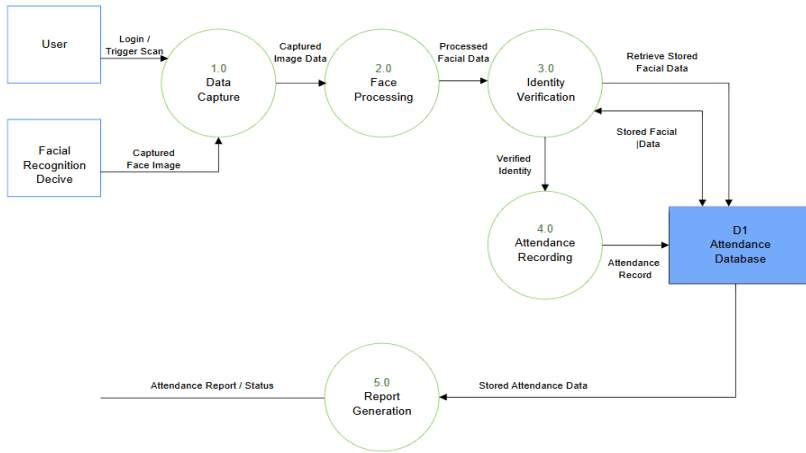 User
Login /
Trigger Scan
1.0
Data
Capture
Captured
Image Data
2.0
Face
Processing
Processed
Facial Data
3.0
Identity
Verification
Retrieve Stored
Facial Data
Facial
Recognition
Decive
Captured
Face Image
Stored Facial
|Data
Verified
Identity
4.0
Attendance
Recording
Attendance
Record
D1
Attendance
Database
Attendance Report / Status
5.0
Report
Generation
Stored Attendance Data